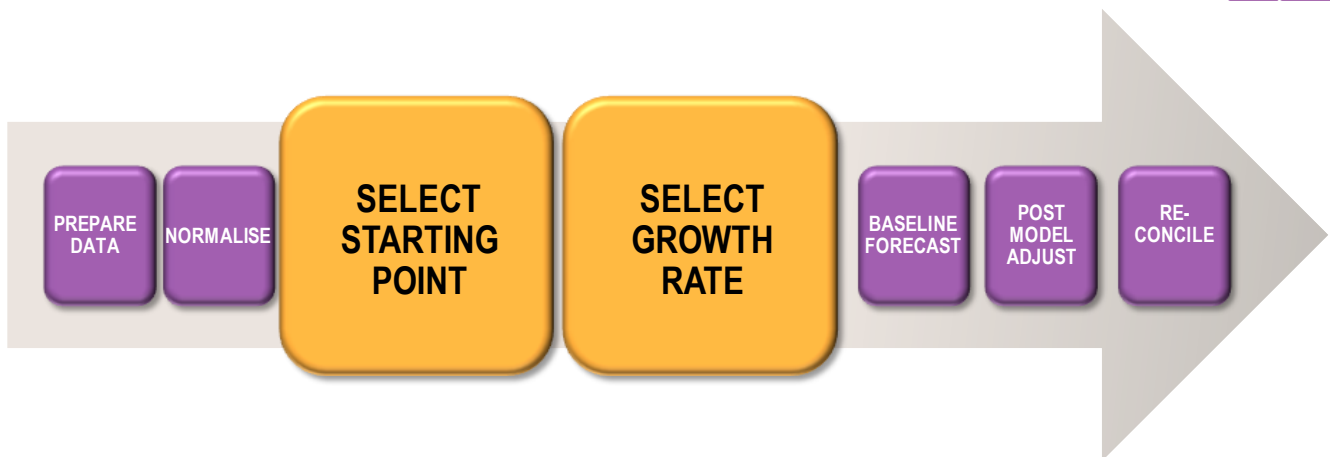 PREPARE
DATA
NORMALISE
SELECT
STARTING
POINT
SELECT
GROWTH
RATE
BASELINE
FORECAST
POST
MODEL
ADJUST
RE-
CONCILE